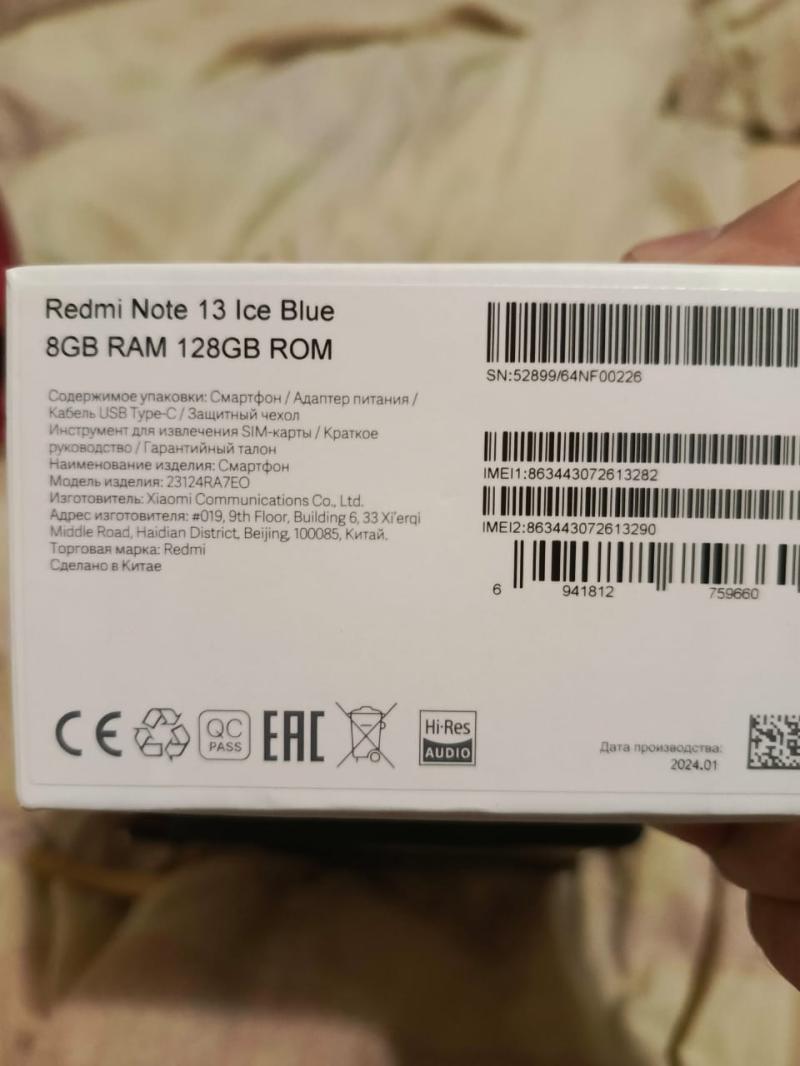 Redmi Note 13 Ice Blue
8GB RAM 128GB ROM
Содержимое упаковки: Смартфон / Адаптер питания /
Кабель USB Type-C / Защитный чехол
Инструмент для извлечения SIM-карты / Краткое
руководство / Гарантийный талон
Наименование изделия: Смартфон
Модель изделия: 23124RA7EO
Изготовитель: Xiaomi Communications Co., Ltd.
Адрес изготовителя: #019, 9th Floor, Building 6, 33 Xi'erqi
Middle Road, Haidian District, Beijing, 100085, Китай.
Торговая марка: Redmi
Сделано в Китае
SN:52899/64NF00226
IMEI1:863443072613282
IMEI2:863443072613290
6 941812 759660
CE
QC
PASS
EAC
Hi-Res
AUDIO
Дата производства:
2024.01